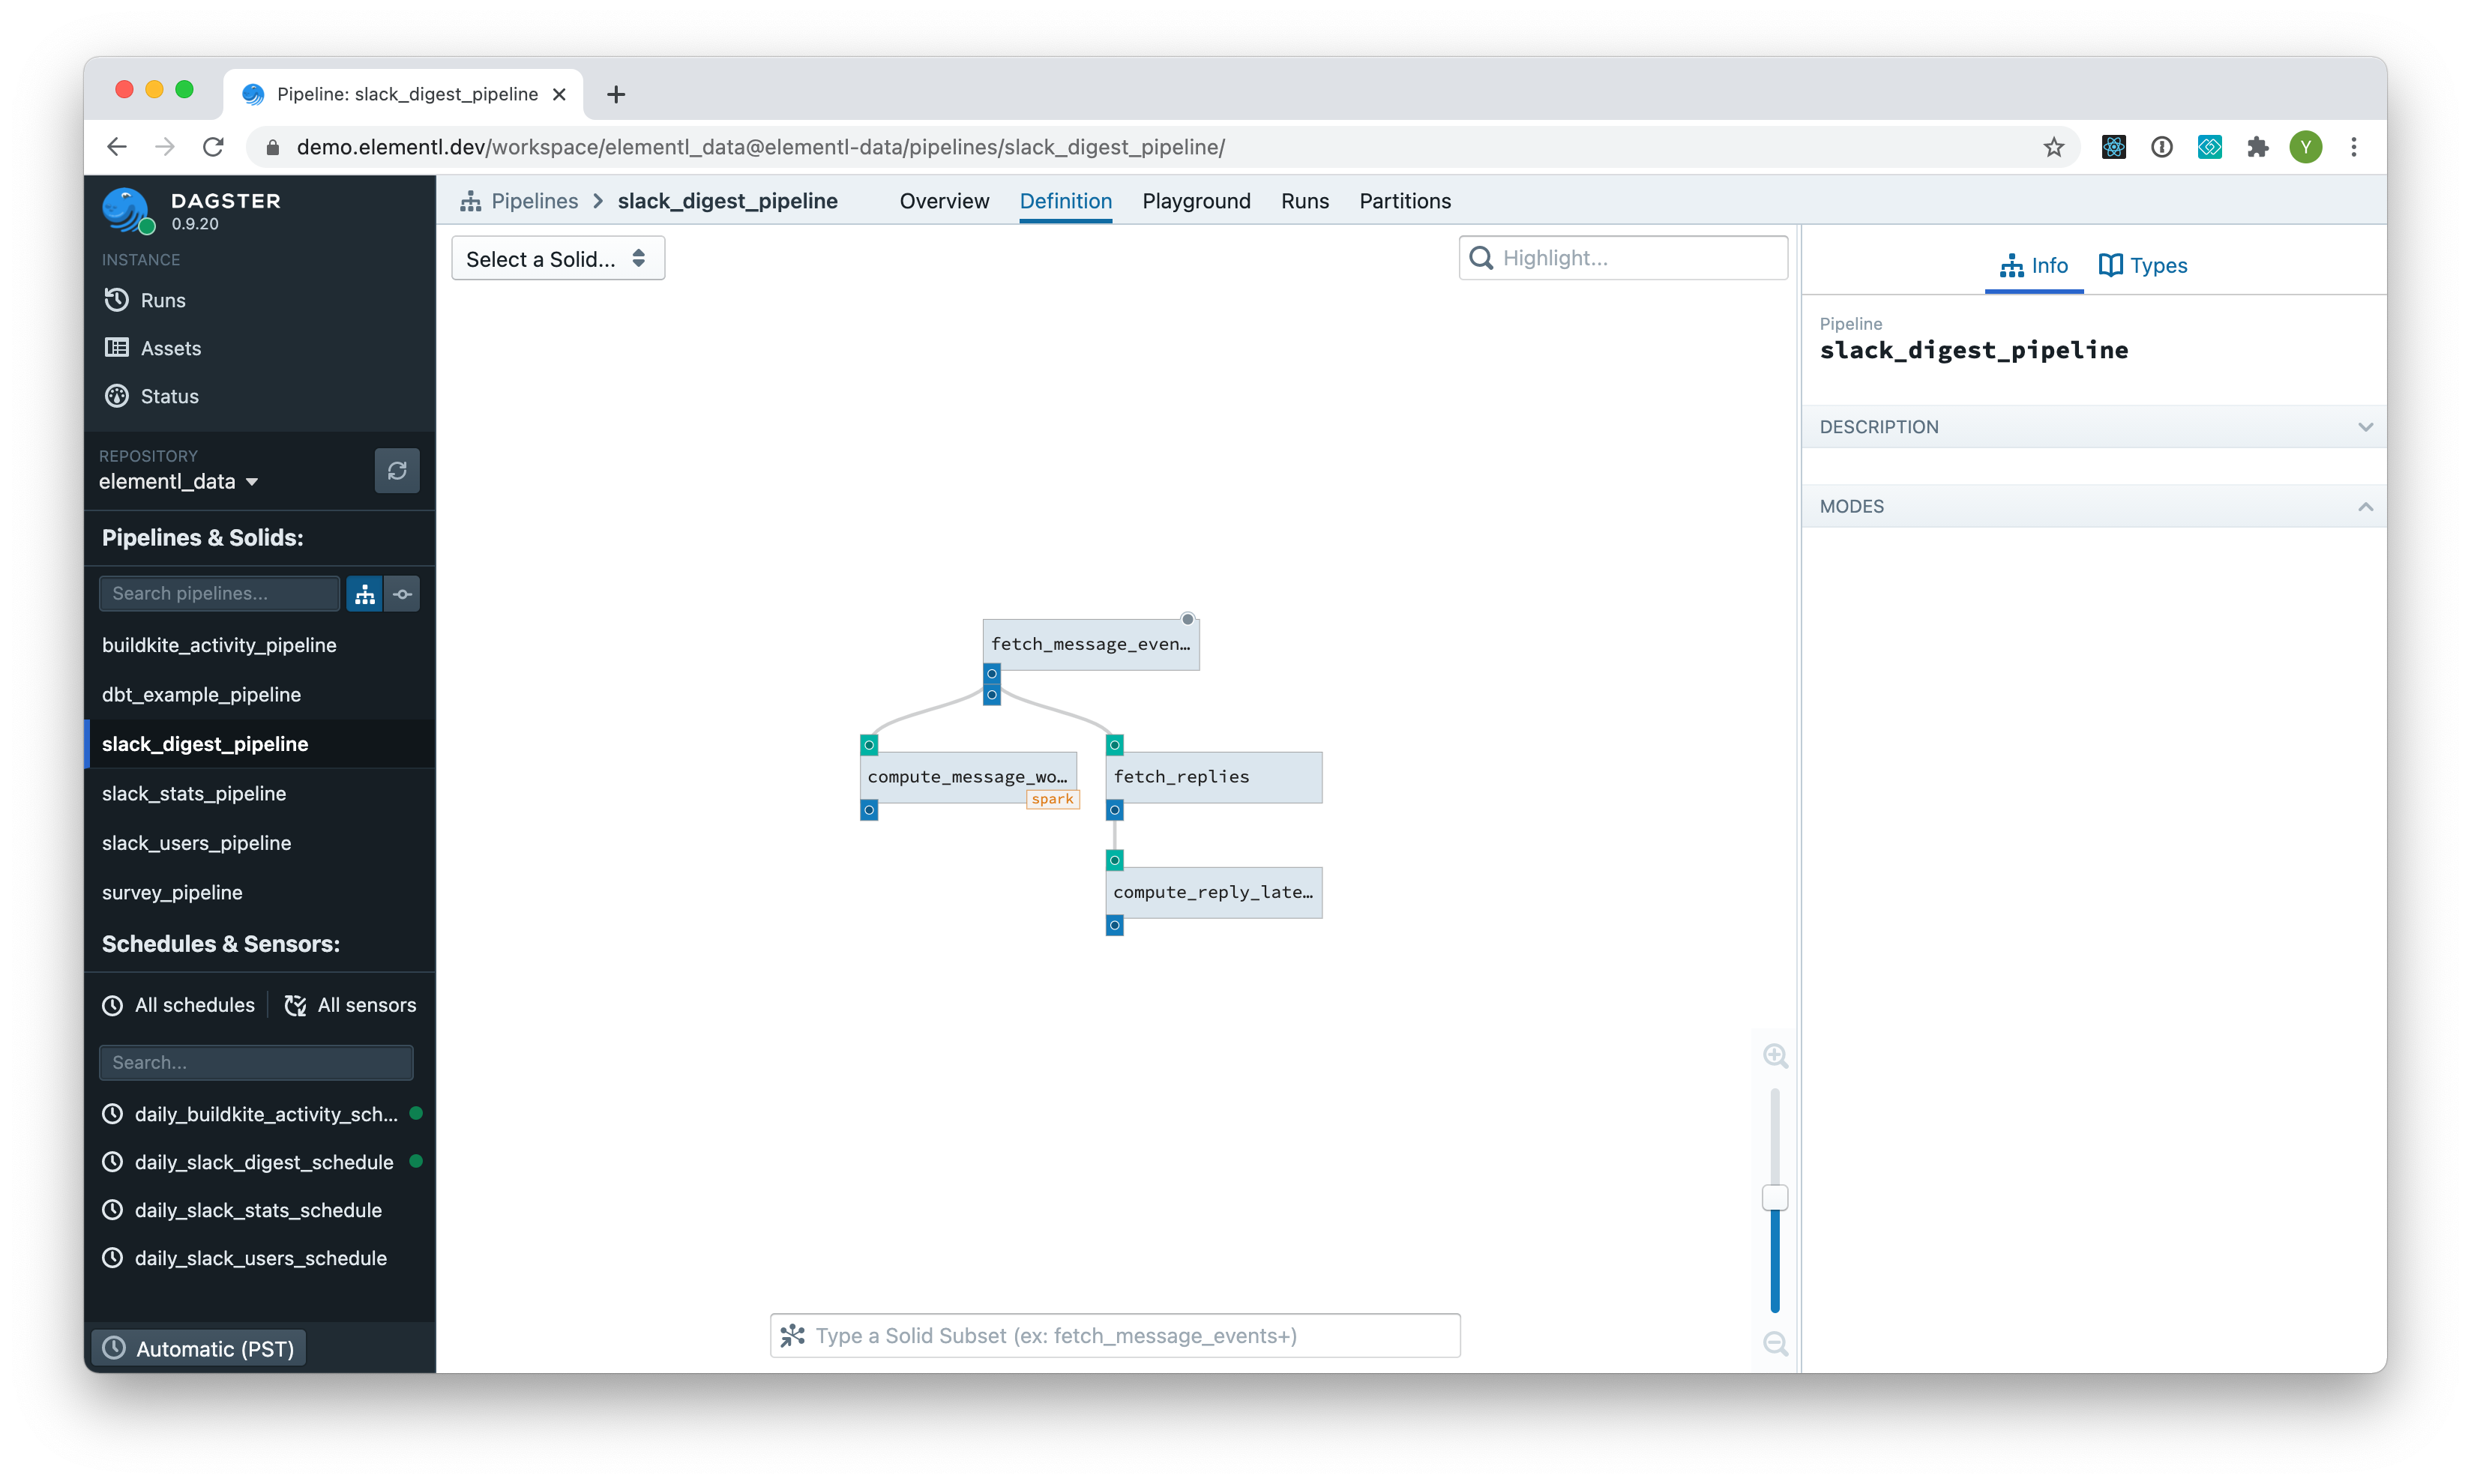 Pipeline: slack_digest_pipeline
demo.elementl.dev/workspace/elementl_data@elementl-data/pipelines/slack_digest_pipeline/
Y
DAGSTER
0.9.20
INSTANCE
Runs
Assets
Status
REPOSITORY
elementl_data
Pipelines & Solids:
Search pipelines...
buildkite_activity_pipeline
dbt_example_pipeline
slack_digest_pipeline
slack_stats_pipeline
slack_users_pipeline
survey_pipeline
Schedules & Sensors:
All schedules
All sensors
Search...
daily_buildkite_activity_sch...
daily_slack_digest_schedule
daily_slack_stats_schedule
daily_slack_users_schedule
Automatic (PST)
Pipelines > slack_digest_pipeline
Overview Definition Playground Runs Partitions
Select a Solid...
Highlight...
fetch_message_even…
compute_message_wo…
spark
fetch_replies
compute_reply_late…
Type a Solid Subset (ex: fetch_message_events+)
Info
Types
Pipeline
slack_digest_pipeline
DESCRIPTION
MODES